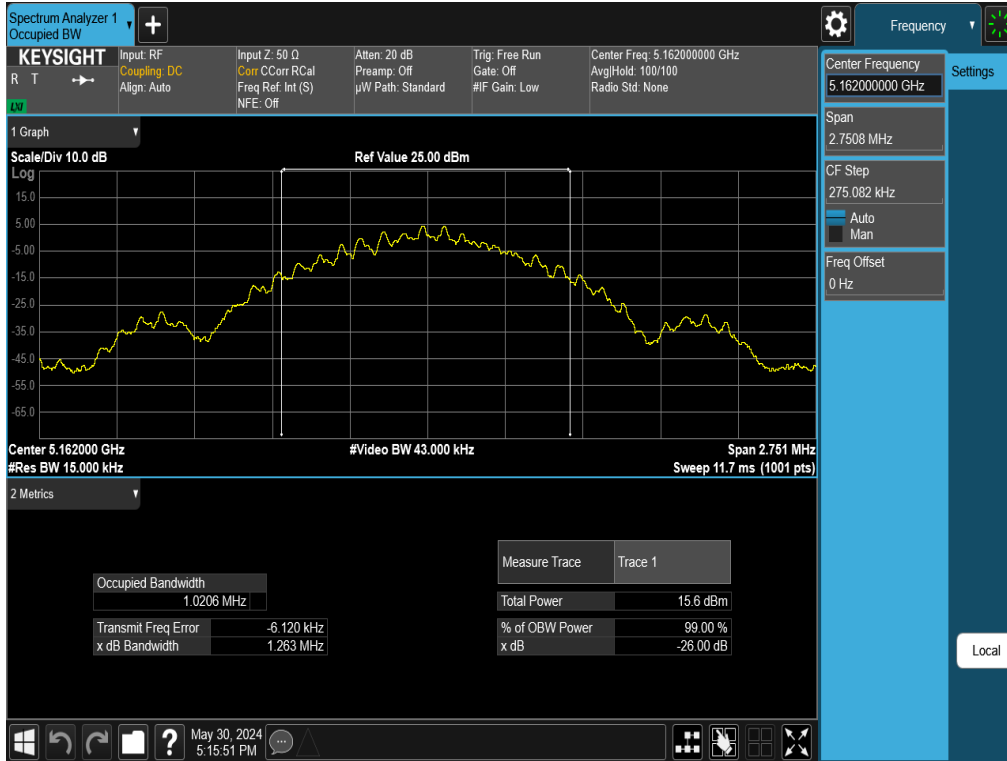 Spectrum Analyzer 1
Occupied BW
Frequency
KEYSIGHT
R T
LXI
Input: RF
Coupling: DC
Align: Auto
Input Z: 50 Ω
Corr CCorr RCal
Freq Ref: Int (S)
NFE: Off
Atten: 20 dB
Preamp: Off
µW Path: Standard
Trig: Free Run
Gate: Off
#IF Gain: Low
Center Freq: 5.162000000 GHz
Avg|Hold: 100/100
Radio Std: None
Center Frequency
5.162000000 GHz
Settings
Span
2.7508 MHz
CF Step
275.082 kHz
Auto
Man
Freq Offset
0 Hz
Local
1 Graph
Scale/Div 10.0 dB
Ref Value 25.00 dBm
Log
15.0
5.00
-5.00
-15.0
-25.0
-35.0
-45.0
-55.0
-65.0
Center 5.162000 GHz
#Video BW 43.000 kHz
Span 2.751 MHz
#Res BW 15.000 kHz
Sweep 11.7 ms (1001 pts)
2 Metrics
Measure Trace Trace 1
Occupied Bandwidth
1.0206 MHz
Total Power 15.6 dBm
Transmit Freq Error -6.120 kHz
% of OBW Power 99.00 %
x dB Bandwidth 1.263 MHz
x dB -26.00 dB
?
May 30, 2024
5:15:51 PM